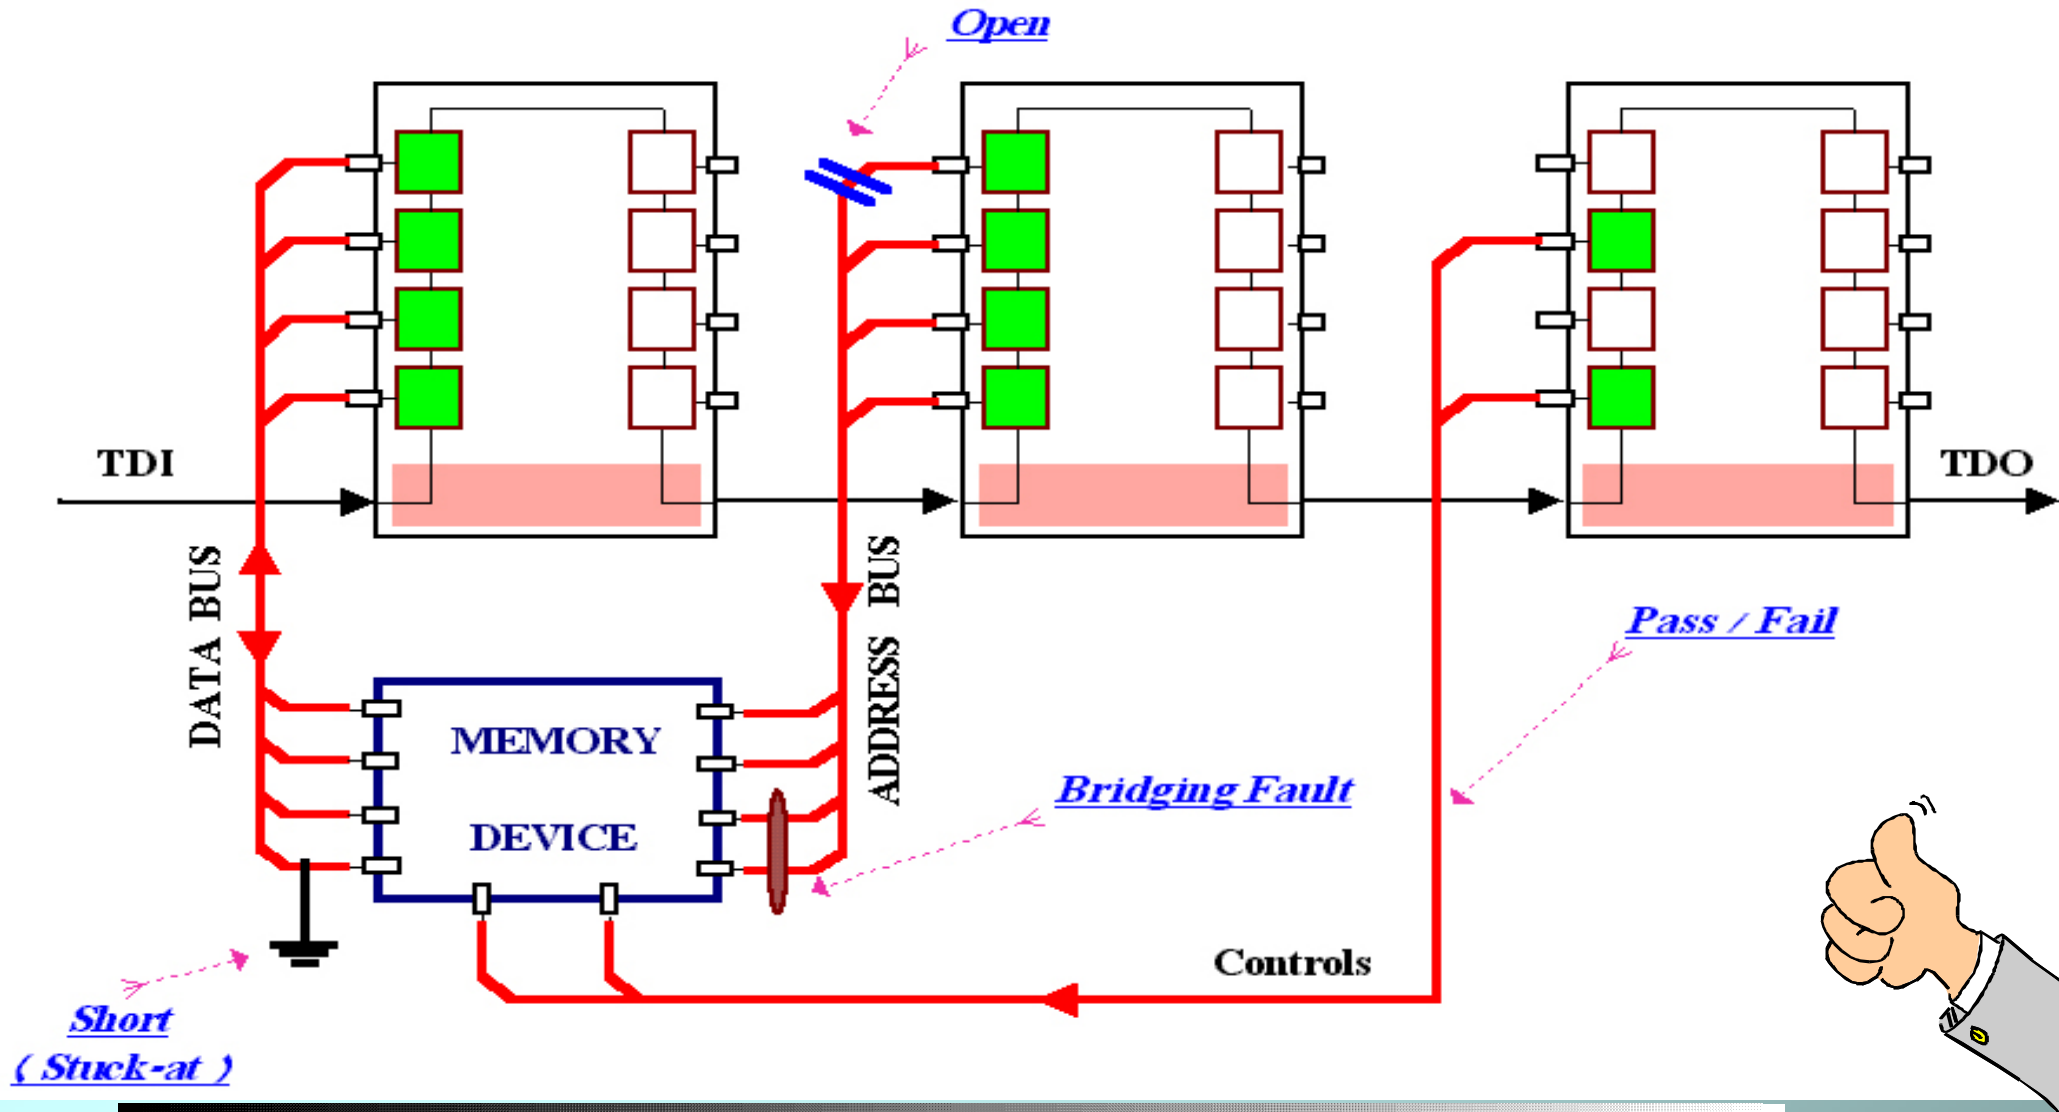 Open
TDI
TDO
DATA BUS
ADDRESS BUS
Pass / Fail
MEMORY
DEVICE
Bridging Fault
Controls
Short
( Stuck-at )